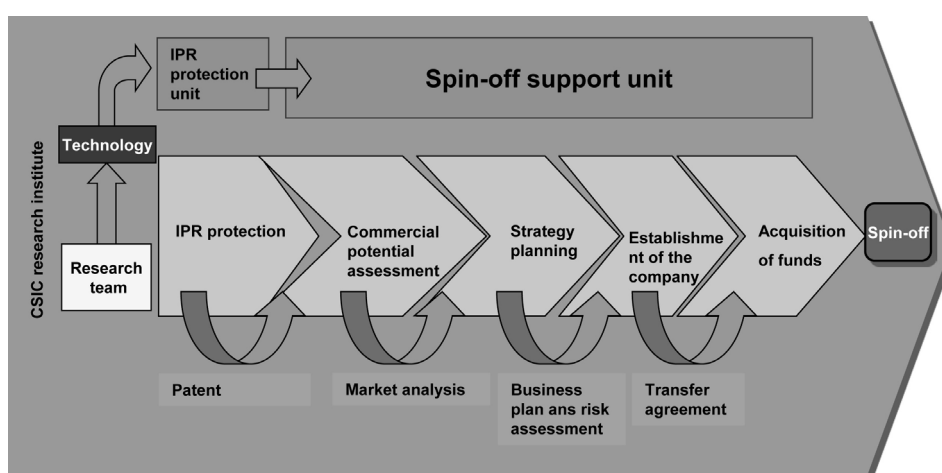 IPR
protection
unit
Spin-off support unit
CSIC research institute
Technology
Research
team
IPR protection
Commercial
potential
assessment
Strategy
planning
Establishme
nt of the
company
Acquisition
of funds
Spin-off
Patent
Market analysis
Business
plan ans risk
assessment
Transfer
agreement